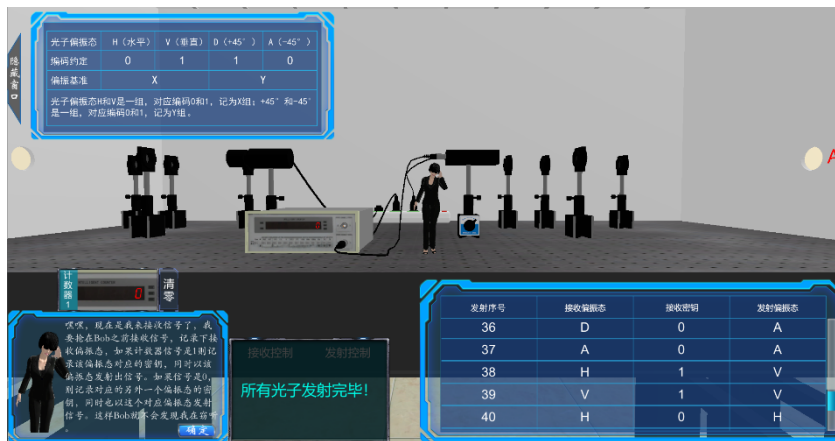 光子偏振态 H（水平） V（垂直） D（+45°） A（-45°）
编码约定 0 1 1 0
偏振基准 X Y
光子偏振态H和V是一组，对应编码0和1，记为X组；+45°和-45°
是一组，对应编码0和1，记为Y组。
隐藏窗口
A
0
计数器1
0
清零
嘿嘿，现在是我来接收信号了，我
要抢在Bob之前接收信号，记录下接
收偏振态，如果计数器信号是1则记
录该偏振态对应的密钥，同时以该
偏振态发射出信号。如果信号是0，
则记录对应的另外一个偏振态的密
钥，同时也以这个对应偏振态发射
信号。这样Bob就不会发现我在窃听
。
确定
接收控制 发射控制
所有光子发射完毕！
发射序号 接收偏振态 接收密钥 发射偏振态
36 D 0 A
37 A 0 A
38 H 1 V
39 V 1 V
40 H 0 H